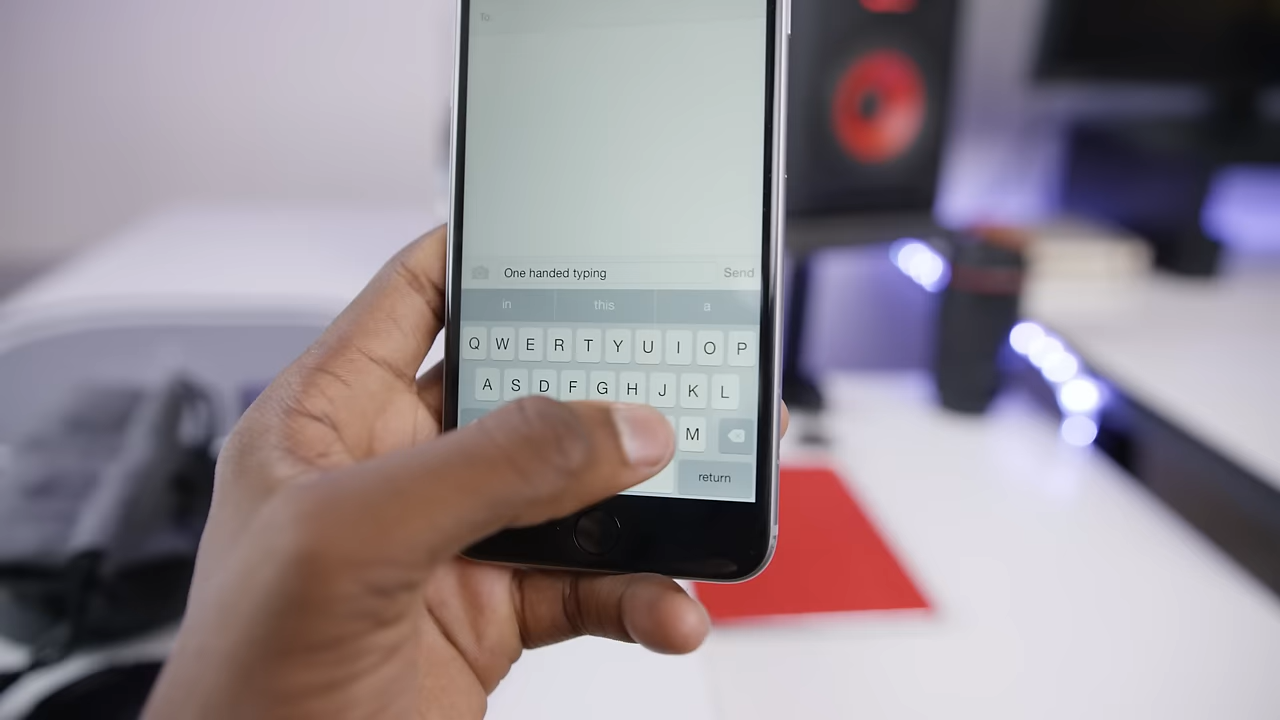 To:
One handed typing Send
in this a
Q W E R T Y U I O P
A S D F G H J K L
M
return